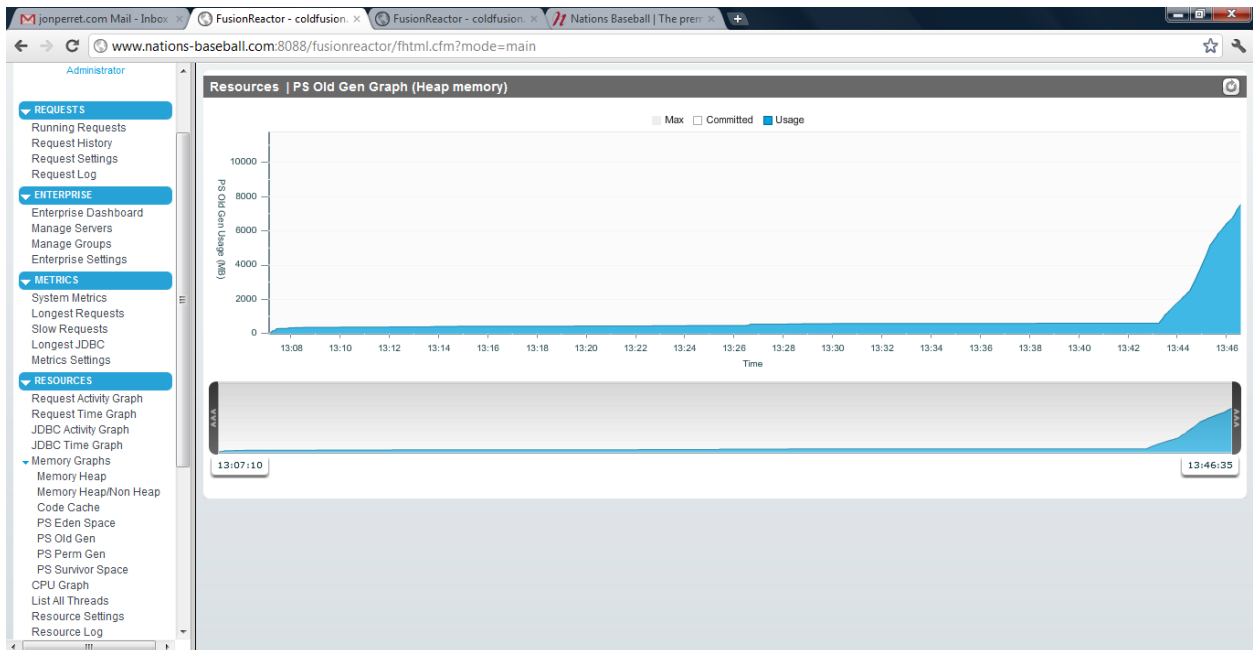 jonperret.com Mail - Inbox
FusionReactor - coldfusion.
FusionReactor - coldfusion.
Nations Baseball | The prem
www.nations-baseball.com:8088/fusionreactor/fhtml.cfm?mode=main
Administrator
REQUESTS
Running Requests
Request History
Request Settings
Request Log
ENTERPRISE
Enterprise Dashboard
Manage Servers
Manage Groups
Enterprise Settings
METRICS
System Metrics
Longest Requests
Slow Requests
Longest JDBC
Metrics Settings
RESOURCES
Request Activity Graph
Request Time Graph
JDBC Activity Graph
JDBC Time Graph
Memory Graphs
Memory Heap
Memory Heap/Non Heap
Code Cache
PS Eden Space
PS Old Gen
PS Perm Gen
PS Survivor Space
CPU Graph
List All Threads
Resource Settings
Resource Log
Resources | PS Old Gen Graph (Heap memory)
Max Committed Usage
PS Old Gen Usage (MB)
10000
8000
6000
4000
2000
0
13:08 13:10 13:12 13:14 13:16 13:18 13:20 13:22 13:24 13:26 13:28 13:30 13:32 13:34 13:36 13:38 13:40 13:42 13:44 13:46
Time
13:07:10
13:46:35